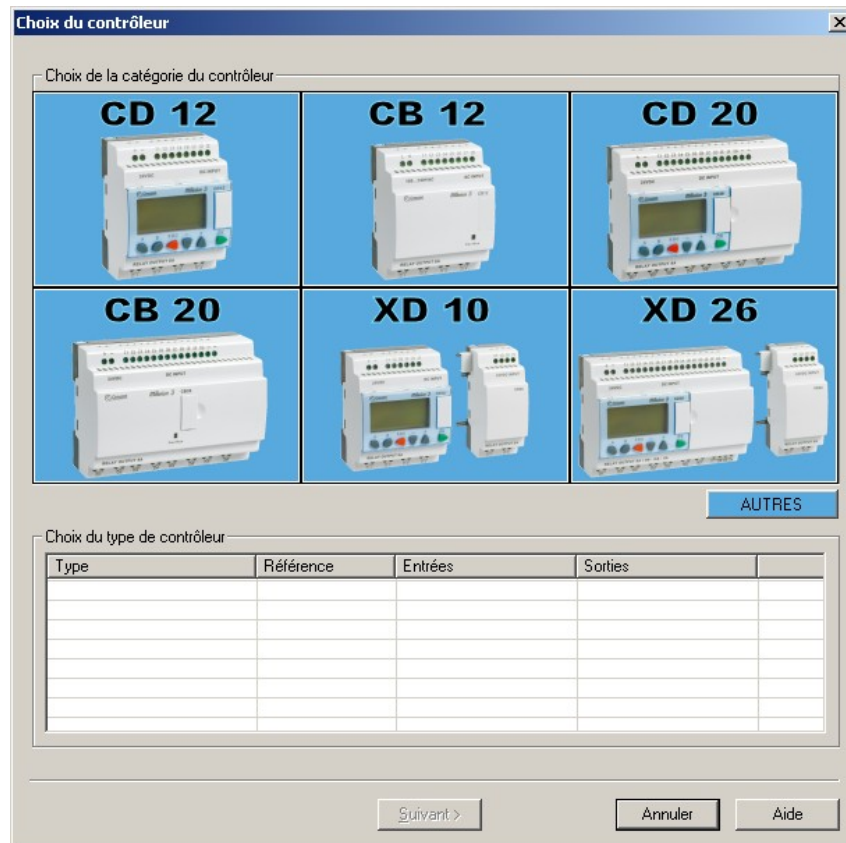 Choix du contrôleur
Choix de la catégorie du contrôleur
CD 12
CB 12
CD 20
CB 20
XD 10
XD 26
AUTRES
Choix du type de contrôleur
Type Référence Entrées Sorties
Suivant >
Annuler
Aide